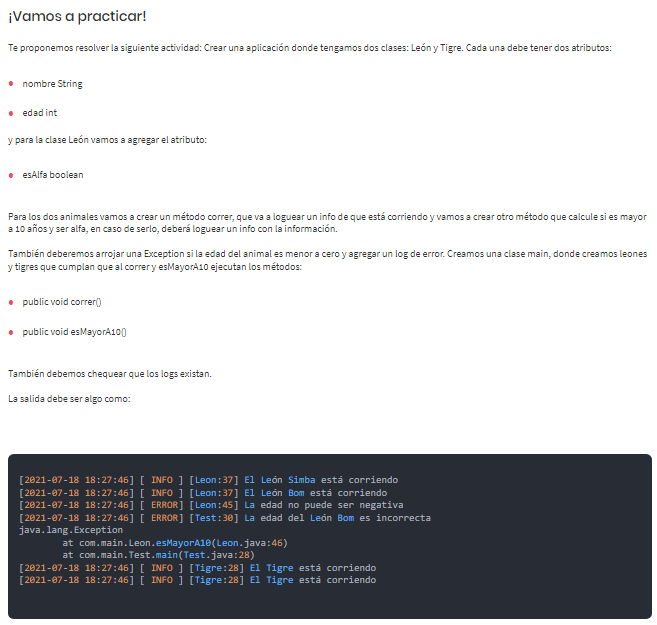 ¡Vamos a practicar!
Te proponemos resolver la siguiente actividad: Crear una aplicación donde tengamos dos clases: León y Tigre. Cada una debe tener dos atributos:
nombre String
edad int
y para la clase León vamos a agregar el atributo:
esAlfa boolean
Para los dos animales vamos a crear un método correr, que va a loguear un info de que está corriendo y vamos a crear otro método que calcule si es mayor
a 10 años y ser alfa, en caso de serlo, deberá loguear un info con la información.
También deberemos arrojar una Exception si la edad del animal es menor a cero y agregar un log de error. Creamos una clase main, donde creamos leones
y tigres que cumplan que al correr y esMayorA10 ejecutan los métodos:
public void correr()
public void esMayorA10()
También debemos chequear que los logs existan.
La salida debe ser algo como:
[2021-07-18 18:27:46] [ INFO ] [Leon:37] El León Simba está corriendo
[2021-07-18 18:27:46] [ INFO ] [Leon:37] El León Bom está corriendo
[2021-07-18 18:27:46] [ ERROR] [Leon:45] La edad no puede ser negativa
[2021-07-18 18:27:46] [ ERROR] [Test:30] La edad del León Bom es incorrecta
java.lang.Exception
at com.main.Leon.esMayorA10(Leon.java:46)
at com.main.Test.main(Test.java:28)
[2021-07-18 18:27:46] [ INFO ] [Tigre:28] El Tigre está corriendo
[2021-07-18 18:27:46] [ INFO ] [Tigre:28] El Tigre está corriendo